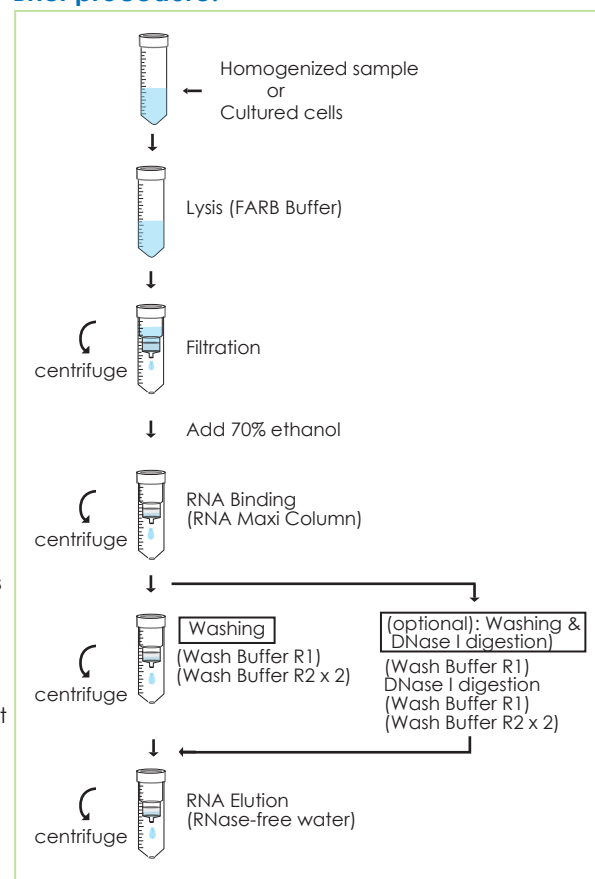 Homogenized sample
or
Cultured cells
Lysis (FARB Buffer)
Filtration
centrifuge
Add 70% ethanol
RNA Binding
(RNA Maxi Column)
centrifuge
Washing
(Wash Buffer R1)
(Wash Buffer R2 x 2)
centrifuge
(optional): Washing &
DNase I digestion)
(Wash Buffer R1)
DNase I digestion
(Wash Buffer R1)
(Wash Buffer R2 x 2)
RNA Elution
(RNase-free water)
centrifuge